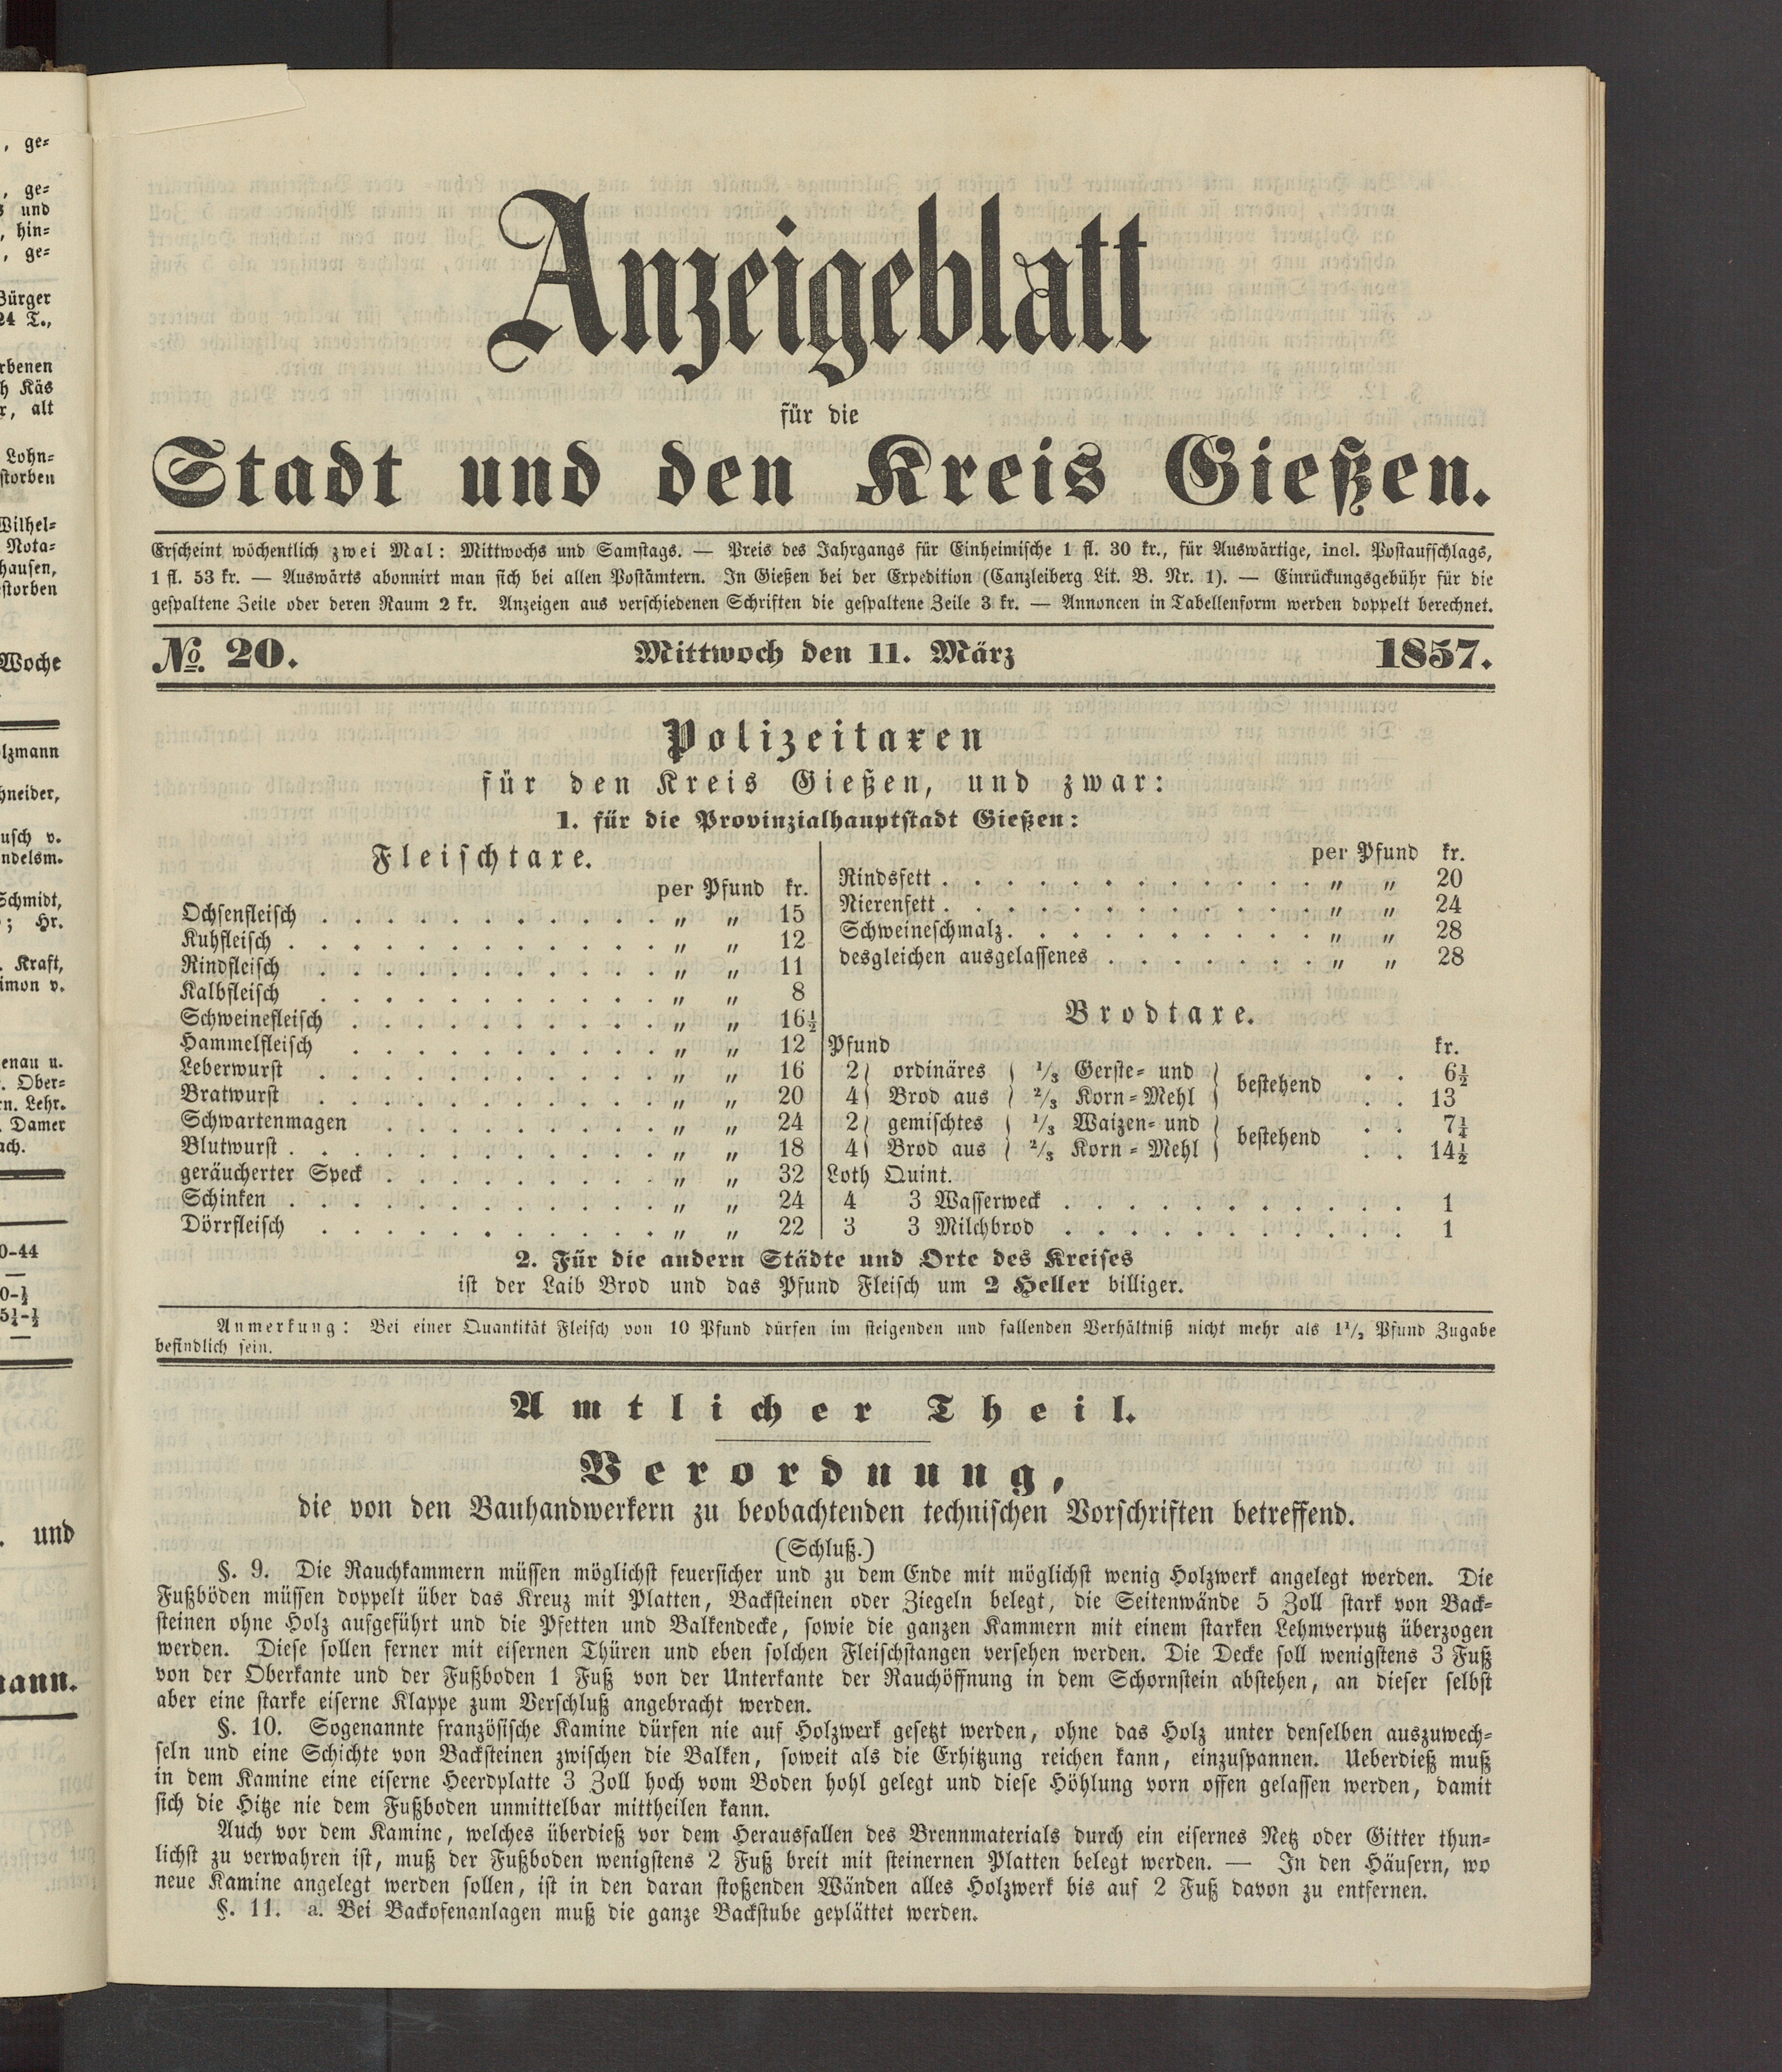 , ge=
, ge=
und
, hin=
, ge=
Bürger
24 T.,
Käs
alt
Lohn=
Nota=
Woche
Kraft,
u.
Ober=
Lehr.
Damer
0-44
und
Anzeigeblatt
für die
Stadt und den Kreis Gießen.
Erscheint wöchentlich zwei Mal: Mittwochs und Samstags. — Preis des Jahrgangs für Einheimische 1 fl. 30 kr., für Auswärtige, incl. Postaufschlags,
1 fl. 53 kr. — Auswärts abonnirt man sich bei allen Postämtern. In Gießen bei der Expedition (Canzleiberg Lit. B. Nr. 1). — Einrückungsgebühr für die
gespaltene Zeile oder deren Raum 2 kr. Anzeigen aus verschiedenen Schriften die gespaltene Zeile 3 kr. — Annoncen in Tabellenform werden doppelt berechnet.
№ 20. Mittwoch den 11. März 1857.
Polizeitaxen
für den Kreis Gießen, und zwar:
1. für die Provinzialhauptstadt Gießen:
Fleischtaxe.
per Pfund kr.
Ochsenfleisch . . . „ „ 15
Kuhfleisch . . . „ „ 12
Rindfleisch . . . „ „ 11
Kalbfleisch . . . „ „ 8
Schweinefleisch . . . „ „ 16½
Hammelfleisch . . . „ „ 12
Leberwurst . . . „ „ 16
Bratwurst . . . „ „ 20
Schwartenmagen . . . „ „ 24
Blutwurst . . . „ „ 18
geräucherter Speck . . . „ „ 32
Schinken . . . „ „ 24
Dörrfleisch . . . „ „ 22
per Pfund kr.
Rindsfett . . . „ „ 20
Nierenfett . . . „ „ 24
Schweineschmalz . . . „ „ 28
desgleichen ausgelassenes . . . „ „ 28
Brodtaxe.
Pfund kr.
2 ordinäres 1/3 Gerste= und bestehend . . 6½
4 Brod aus 2/3 Korn=Mehl . . 13
2 gemischtes 1/3 Waizen= und bestehend . . 7¼
4 Brod aus 2/3 Korn=Mehl . . 14½
Loth Quint.
4 3 Wasserweck . . . 1
3 3 Milchbrod . . . 1
2. Für die andern Städte und Orte des Kreises
ist der Laib Brod und das Pfund Fleisch um 2 Heller billiger.
Anmerkung: Bei einer Quantität Fleisch von 10 Pfund dürfen im steigenden und fallenden Verhältniß nicht mehr als 1½ Pfund Zugabe
befindlich sein.
Amtlicher Theil.
Verordnung,
die von den Bauhandwerkern zu beobachtenden technischen Vorschriften betreffend.
(Schluß.)
§. 9. Die Rauchkammern müssen möglichst feuersicher und zu dem Ende mit möglichst wenig Holzwerk angelegt werden. Die
Fußböden müssen doppelt über das Kreuz mit Platten, Backsteinen oder Ziegeln belegt, die Seitenwände 5 Zoll stark von Back=
steinen ohne Holz aufgeführt und die Pfetten und Balkendecke, sowie die ganzen Kammern mit einem starken Lehmverputz überzogen
werden. Diese sollen ferner mit eisernen Thüren und eben solchen Fleischstangen versehen werden. Die Decke soll wenigstens 3 Fuß
von der Oberkante und der Fußboden 1 Fuß von der Unterkante der Rauchöffnung in dem Schornstein abstehen, an dieser selbst
aber eine starke eiserne Klappe zum Verschluß angebracht werden.
§. 10. Sogenannte französische Kamine dürfen nie auf Holzwerk gesetzt werden, ohne das Holz unter denselben auszuwech=
seln und eine Schichte von Backsteinen zwischen die Balken, soweit als die Erhitzung reichen kann, einzuspannen. Ueberdieß muß
in dem Kamine eine eiserne Heerdplatte 3 Zoll hoch vom Boden hohl gelegt und diese Höhlung vorn offen gelassen werden, damit
sich die Hitze nie dem Fußboden unmittelbar mittheilen kann.
Auch vor dem Kamine, welches überdieß vor dem Herausfallen des Brennmaterials durch ein eisernes Netz oder Gitter thun=
lichst zu verwahren ist, muß der Fußboden wenigstens 2 Fuß breit mit steinernen Platten belegt werden. — In den Häusern, wo
neue Kamine angelegt werden sollen, ist in den daran stoßenden Wänden alles Holzwerk bis auf 2 Fuß davon zu entfernen.
§. 11. a. Bei Backofenanlagen muß die ganze Backstube geplättet werden.